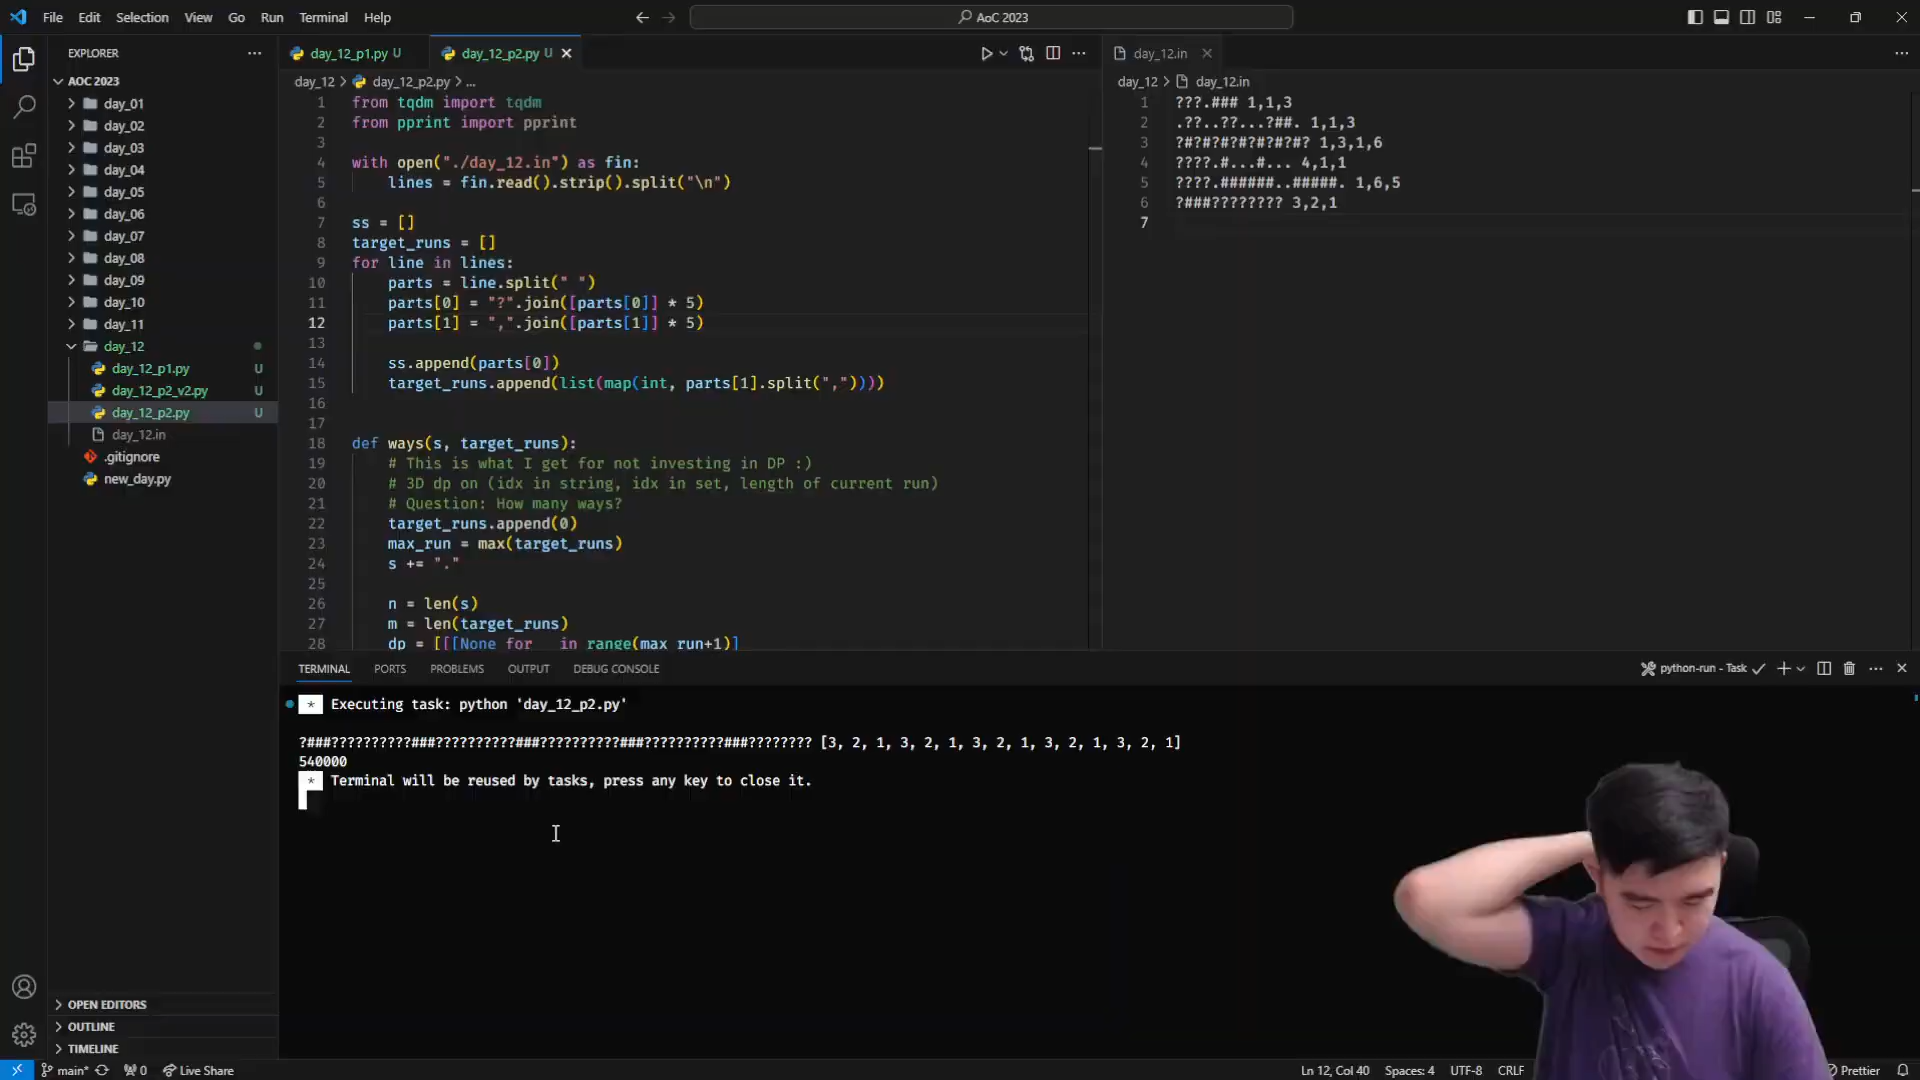 File Edit Selection View Go Run Terminal Help
AoC 2023
EXPLORER
AOC 2023
day_01
day_02
day_03
day_04
day_05
day_06
day_07
day_08
day_09
day_10
day_11
day_12
day_12_p1.py U
day_12_p2_v2.py U
day_12_p2.py U
day_12.in
.gitignore
new_day.py
OPEN EDITORS
OUTLINE
TIMELINE
day_12_p1.py U day_12_p2.py U
day_12 > day_12_p2.py > ...
1 from tqdm import tqdm
2 from pprint import pprint
3
4 with open("./day_12.in") as fin:
5 lines = fin.read().strip().split("\n")
6
7 ss = []
8 target_runs = []
9 for line in lines:
10 parts = line.split(" ")
11 parts[0] = "?".join([parts[0]] * 5)
12 parts[1] = ",".join([parts[1]] * 5)
13
14 ss.append(parts[0])
15 target_runs.append(list(map(int, parts[1].split(","))))
16
17
18 def ways(s, target_runs):
19 # This is what I get for not investing in DP :)
20 # 3D dp on (idx in string, idx in set, length of current run)
21 # Question: How many ways?
22 target_runs.append(0)
23 max_run = max(target_runs)
24 s += "."
25
26 n = len(s)
27 m = len(target_runs)
28 dp = [[[None for _ in range(max_run+1)]
day_12.in
day_12 > day_12.in
1 ???.### 1,1,3
2 .??..??...?##. 1,1,3
3 ?#?#?#?#?#?#?#? 1,3,1,6
4 ????.#...#... 4,1,1
5 ????.######..#####. 1,6,5
6 ?###???????? 3,2,1
7
TERMINAL PORTS PROBLEMS OUTPUT DEBUG CONSOLE
python-run - Task
* Executing task: python 'day_12_p2.py'
?###??????????###??????????###??????????###??????????###???????? [3, 2, 1, 3, 2, 1, 3, 2, 1, 3, 2, 1, 3, 2, 1]
540000
* Terminal will be reused by tasks, press any key to close it.
main* 0 Live Share
Ln 12, Col 40 Spaces: 4 UTF-8 CRLF Prettier